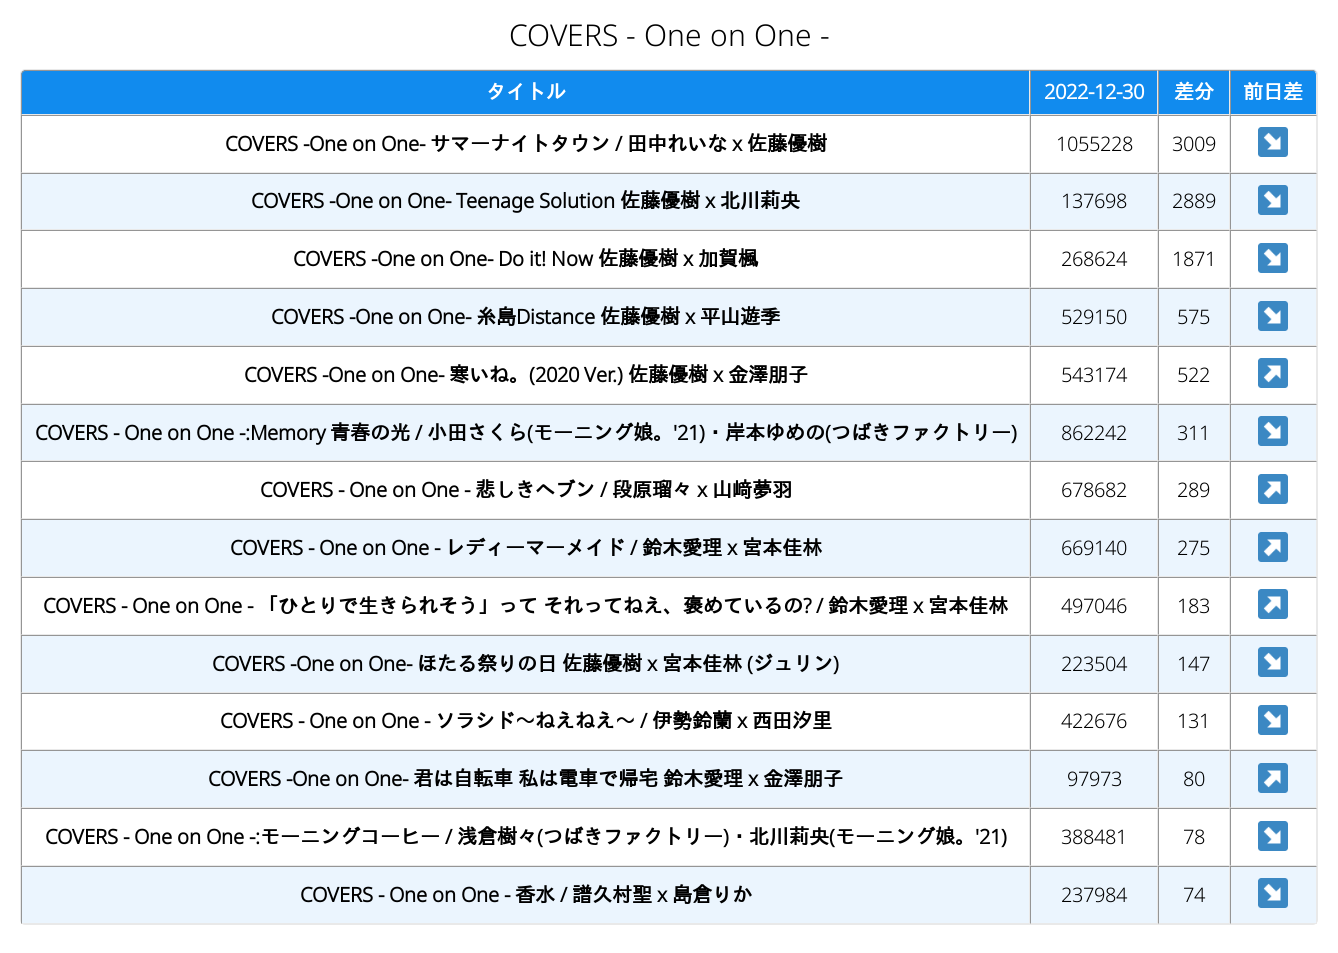 COVERS - One on One -
タイトル 2022-12-30 差分 前日差
COVERS -One on One- サマーナイトタウン / 田中れいな x 佐藤優樹 1055228 3009 ↘
COVERS -One on One- Teenage Solution 佐藤優樹 x 北川莉央 137698 2889 ↘
COVERS -One on One- Do it! Now 佐藤優樹 x 加賀楓 268624 1871 ↘
COVERS -One on One- 糸島Distance 佐藤優樹 x 平山遊季 529150 575 ↘
COVERS -One on One- 寒いね。(2020 Ver.) 佐藤優樹 x 金澤朋子 543174 522 ↗
COVERS - One on One -:Memory 青春の光 / 小田さくら(モーニング娘。'21)・岸本ゆめの(つばきファクトリー) 862242 311 ↘
COVERS - One on One - 悲しきヘブン / 段原瑠々 x 山﨑夢羽 678682 289 ↗
COVERS - One on One - レディーマーメイド / 鈴木愛理 x 宮本佳林 669140 275 ↗
COVERS - One on One - 「ひとりで生きられそう」って それってねえ、褒めているの? / 鈴木愛理 x 宮本佳林 497046 183 ↗
COVERS -One on One- ほたる祭りの日 佐藤優樹 x 宮本佳林 (ジュリン) 223504 147 ↘
COVERS - One on One - ソラシド〜ねえねえ〜 / 伊勢鈴蘭 x 西田汐里 422676 131 ↘
COVERS -One on One- 君は自転車 私は電車で帰宅 鈴木愛理 x 金澤朋子 97973 80 ↗
COVERS - One on One -:モーニングコーヒー / 浅倉樹々(つばきファクトリー)・北川莉央(モーニング娘。'21) 388481 78 ↘
COVERS - One on One - 香水 / 譜久村聖 x 島倉りか 237984 74 ↘